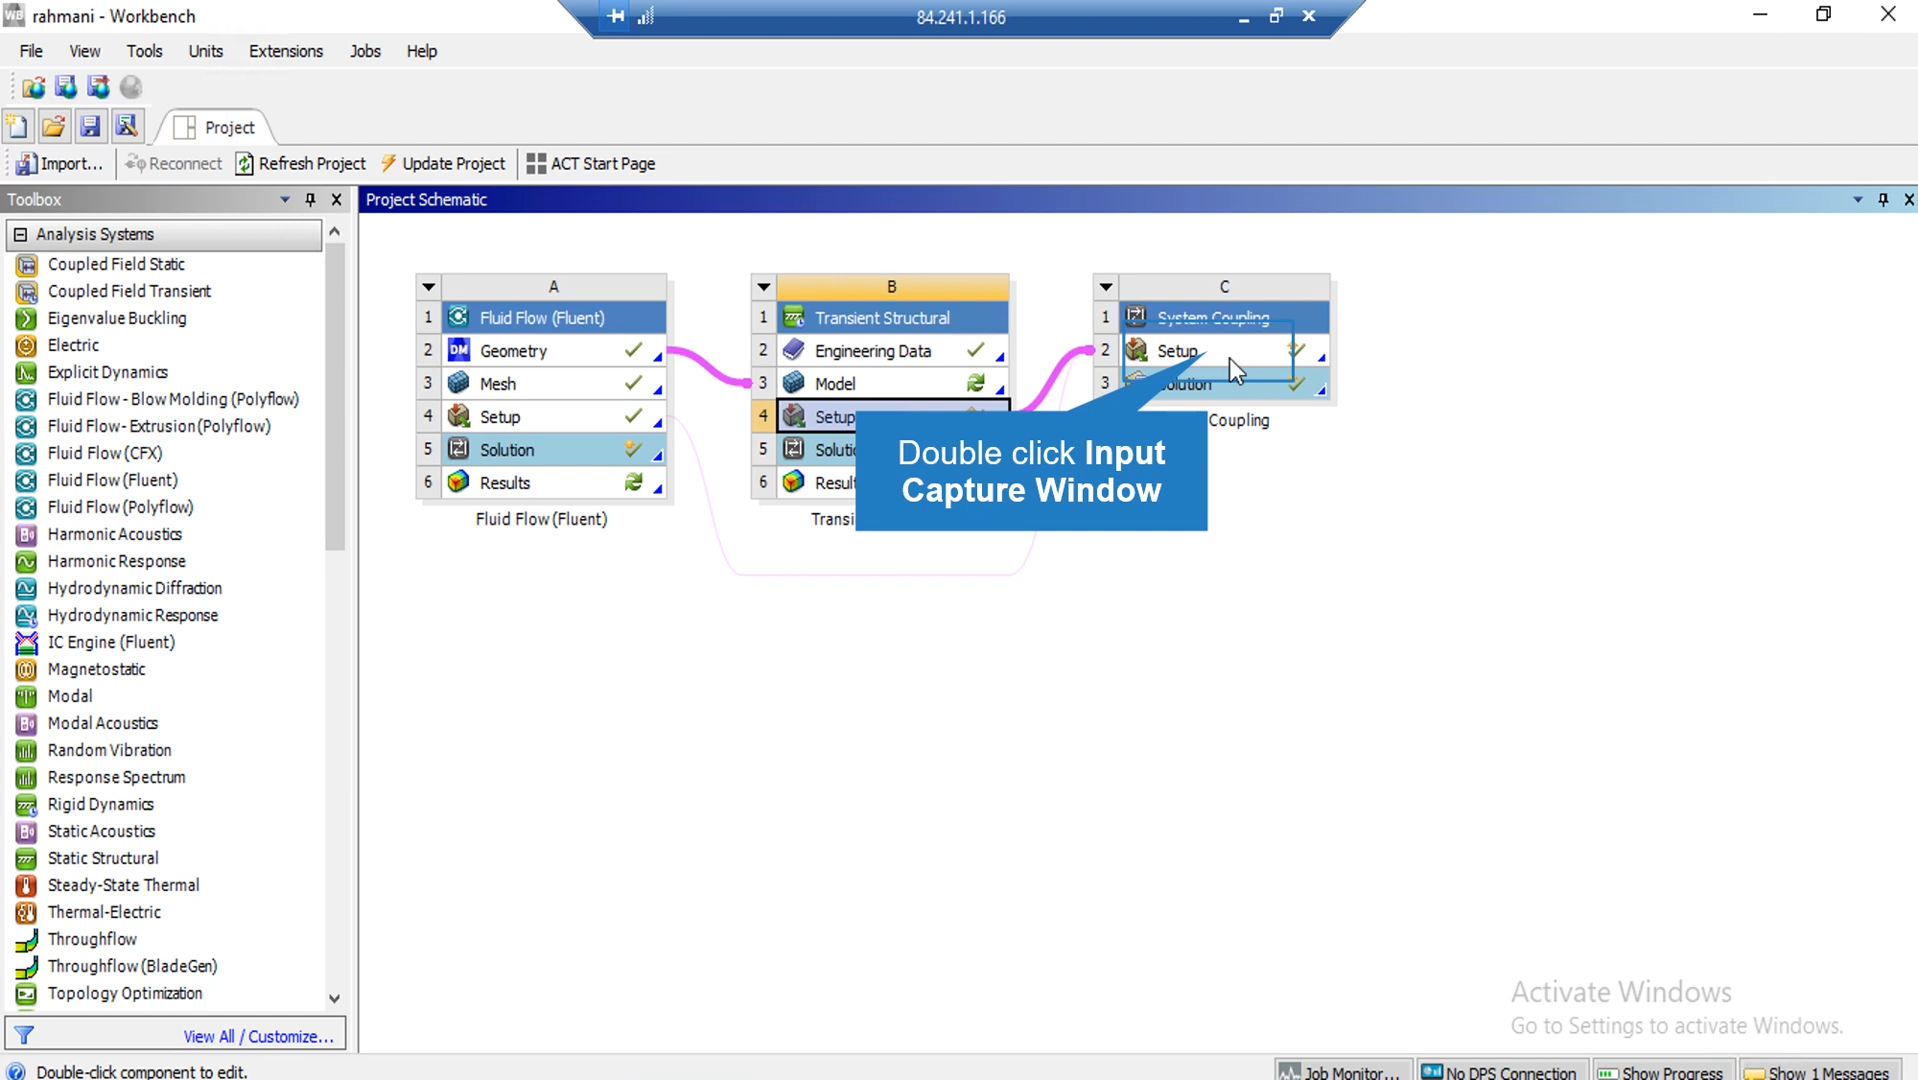 rahmani - Workbench
84.241.1.166
File View Tools Units Extensions Jobs Help
Project
Import... Reconnect Refresh Project Update Project ACT Start Page
Toolbox
Project Schematic
Analysis Systems
Coupled Field Static
Coupled Field Transient
Eigenvalue Buckling
Electric
Explicit Dynamics
Fluid Flow - Blow Molding (Polyflow)
Fluid Flow - Extrusion (Polyflow)
Fluid Flow (CFX)
Fluid Flow (Fluent)
Fluid Flow (Polyflow)
Harmonic Acoustics
Harmonic Response
Hydrodynamic Diffraction
Hydrodynamic Response
IC Engine (Fluent)
Magnetostatic
Modal
Modal Acoustics
Random Vibration
Response Spectrum
Rigid Dynamics
Static Acoustics
Static Structural
Steady-State Thermal
Thermal-Electric
Throughflow
Throughflow (BladeGen)
Topology Optimization
View All / Customize...
A
1 Fluid Flow (Fluent)
2 DM Geometry
3 Mesh
4 Setup
5 Solution
6 Results
Fluid Flow (Fluent)
B
1 Transient Structural
2 Engineering Data
3 Model
4 Setup
5 Soluti
6 Result
Transi
C
1 System Coupling
2 Setup
3 Solution
Coupling
Double click Input
Capture Window
Activate Windows
Go to Settings to activate Windows.
Double-click component to edit.
Job Monitor... No DPS Connection Show Progress Show 1 Messages